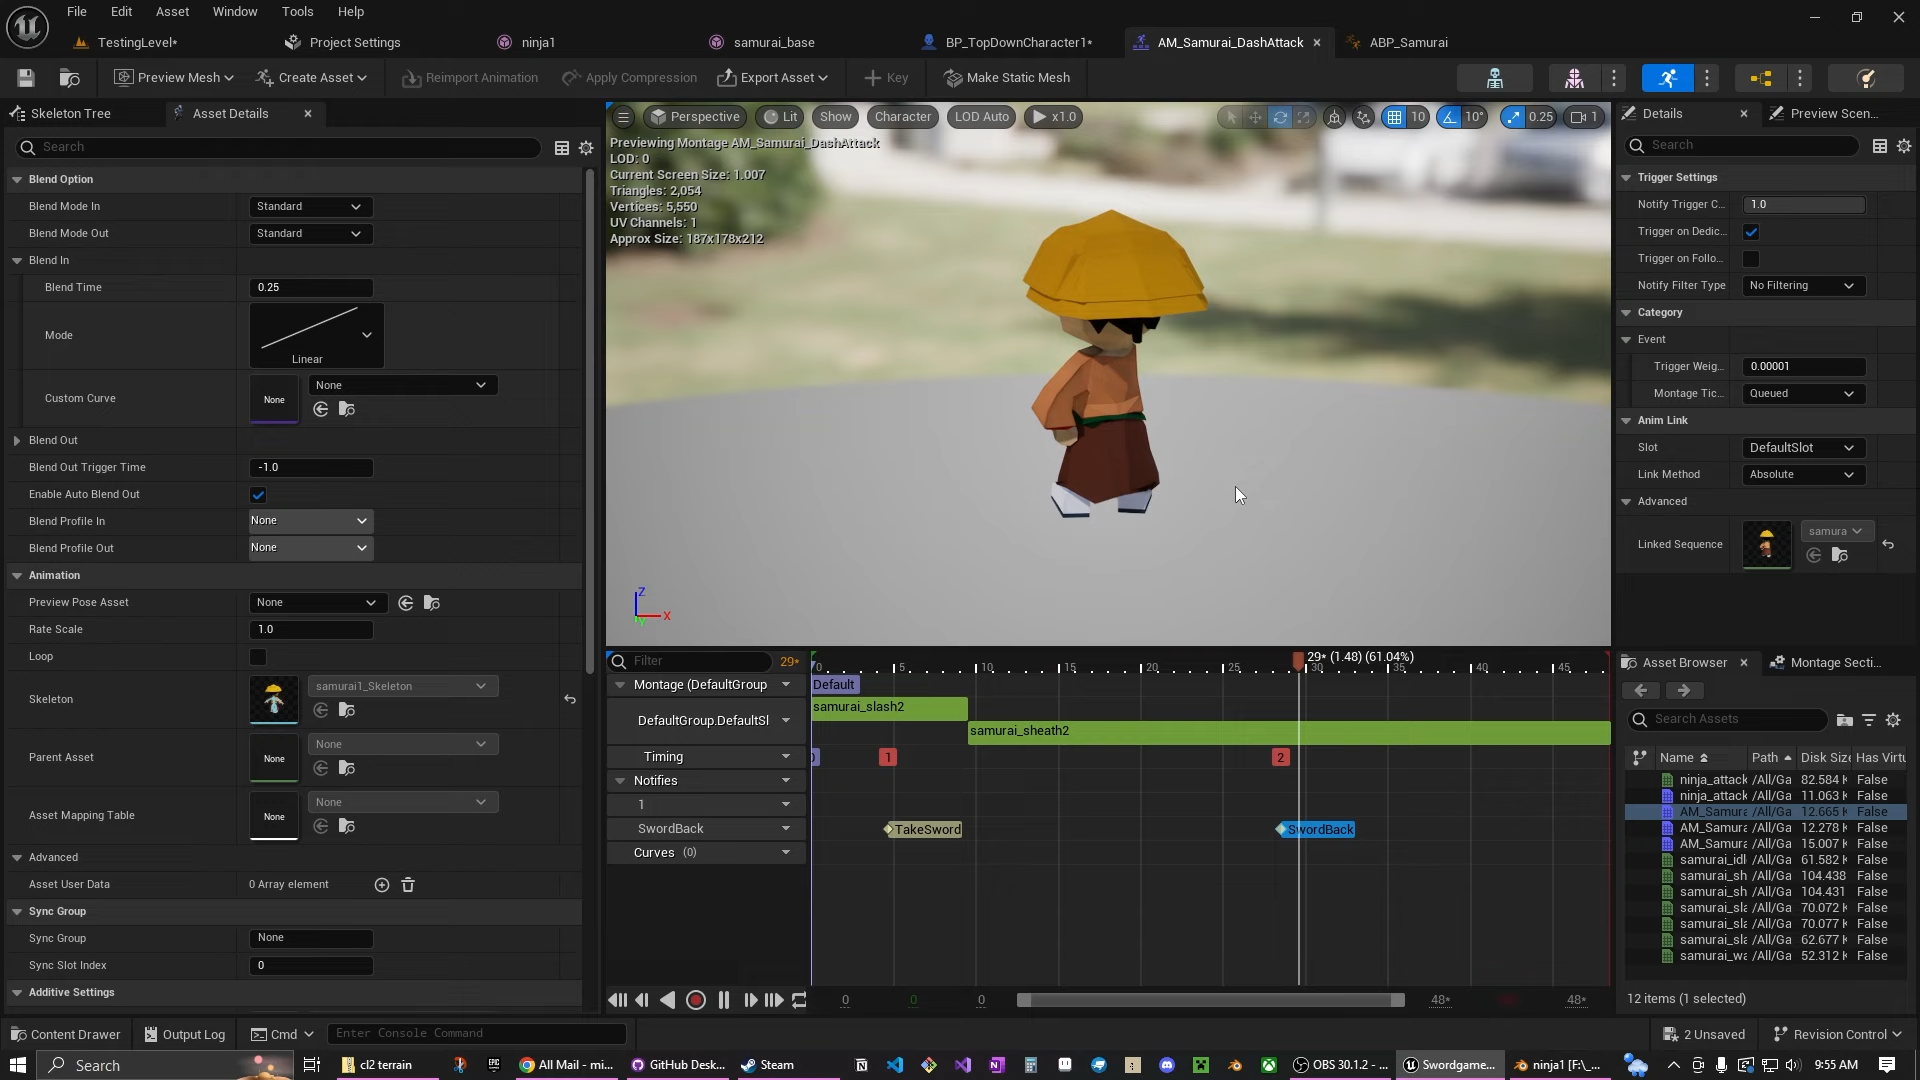 File Edit Asset Window Tools Help
TestingLevel* Project Settings ninja1 samurai_base BP_TopDownCharacter1* AM_Samurai_DashAttack ABP_Samurai
Preview Mesh Create Asset Reimport Animation Apply Compression Export Asset Key Make Static Mesh
Skeleton Tree Asset Details
Search
Blend Option
Blend Mode In Standard
Blend Mode Out Standard
Blend In
Blend Time 0.25
Mode Linear
Custom Curve None None
Blend Out
Blend Out Trigger Time -1.0
Enable Auto Blend Out
Blend Profile In None
Blend Profile Out None
Animation
Preview Pose Asset None
Rate Scale 1.0
Loop
Skeleton samurai1_Skeleton
Parent Asset None None
Asset Mapping Table None None
Advanced
Asset User Data 0 Array element
Sync Group
Sync Group None
Sync Slot Index 0
Additive Settings
Perspective Lit Show Character LOD Auto x1.0 10 10° 0.25 1
Previewing Montage AM_Samurai_DashAttack
LOD: 0
Current Screen Size: 1.007
Triangles: 2,054
Vertices: 5,550
UV Channels: 1
Approx Size: 187x178x212
Z
X
Filter 29* 0 5 10 15 20 25 30 35 40 45
29* (1.48) (61.04%)
Montage (DefaultGroup Default
samurai_slash2
DefaultGroup.DefaultSl
samurai_sheath2
Timing 1 2
Notifies
1
SwordBack TakeSword SwordBack
Curves (0)
0 0 0 48* 48*
Details Preview Scen...
Search
Trigger Settings
Notify Trigger C... 1.0
Trigger on Dedic...
Trigger on Follo...
Notify Filter Type No Filtering
Category
Event
Trigger Weig... 0.00001
Montage Tic... Queued
Anim Link
Slot DefaultSlot
Link Method Absolute
Advanced
Linked Sequence samura
Asset Browser Montage Secti...
Search Assets
Name Path Disk Size Has Virtu
ninja_attack /All/Ga 82.584 K False
ninja_attack /All/Ga 11.063 K False
AM_Samura /All/Ga 12.665 K False
AM_Samura /All/Ga 12.278 K False
AM_Samura /All/Ga 15.007 K False
samurai_idl /All/Ga 61.582 K False
samurai_sh /All/Ga 104.438 False
samurai_sh /All/Ga 104.431 False
samurai_sla /All/Ga 70.072 K False
samurai_sla /All/Ga 70.077 K False
samurai_sla /All/Ga 62.677 K False
samurai_wa /All/Ga 52.312 K False
12 items (1 selected)
Content Drawer Output Log Cmd Enter Console Command 2 Unsaved Revision Control
Search cl2 terrain EPIC All Mail - mi... GitHub Desk... Steam OBS 30.1.2 - ... Swordgame... ninja1 [F:\_... 9:55 AM